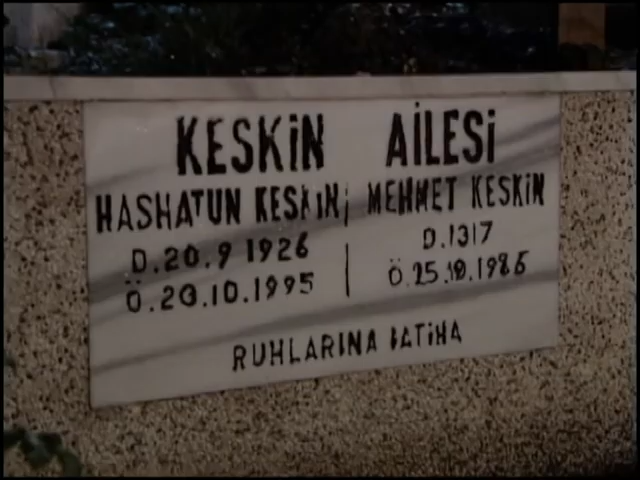 KESKİN AİLESİ
HASHATUN KESKIN MEHMET KESKİN
D.20.9 1926 D.1317
Ö.20.10.1995 Ö.25.10.1986
RUHLARINA FATİHA